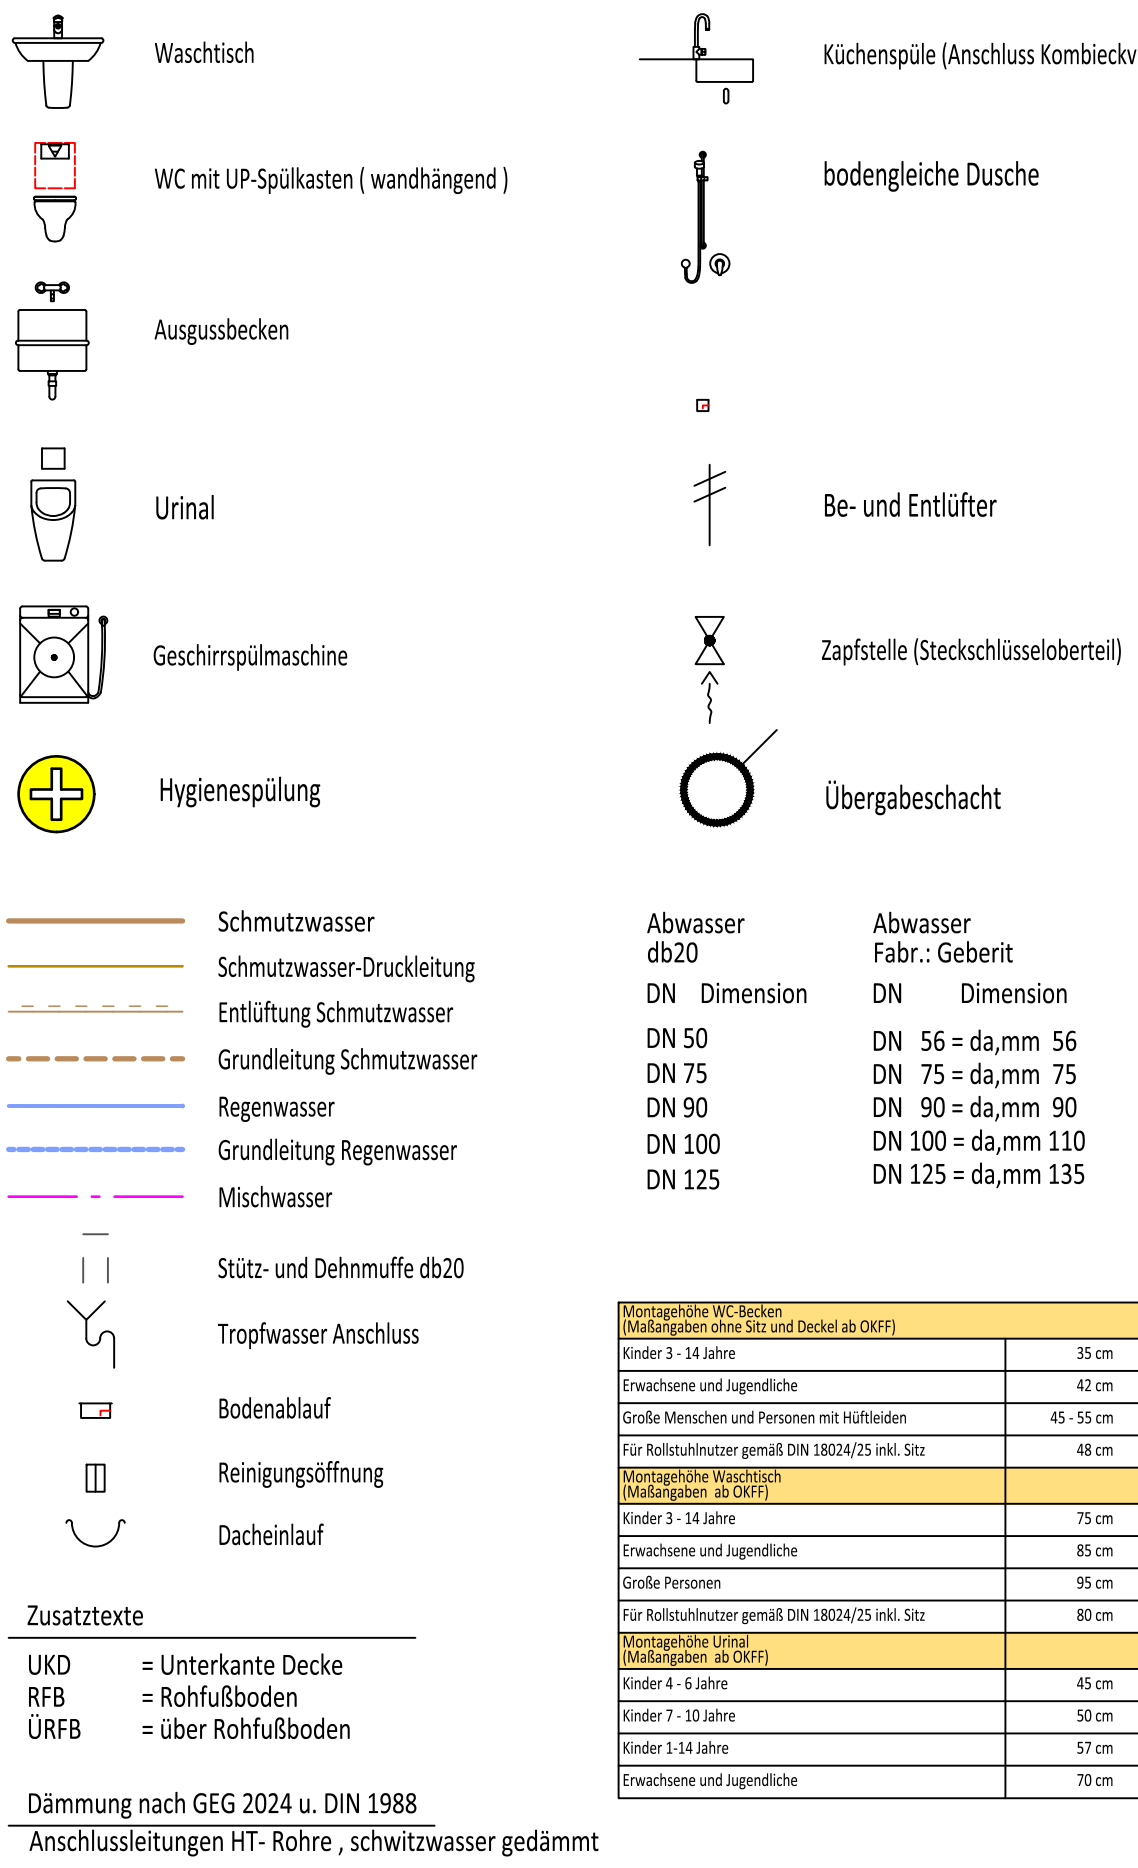 Waschtisch
WC mit UP-Spülkasten ( wandhängend )
Ausgussbecken
Urinal
Geschirrspülmaschine
Hygienespülung
Küchenspüle (Anschluss Kombieckv
bodengleiche Dusche
Be- und Entlüfter
Zapfstelle (Steckschlüsseloberteil)
Übergabeschacht
Schmutzwasser
Schmutzwasser-Druckleitung
Entlüftung Schmutzwasser
Grundleitung Schmutzwasser
Regenwasser
Grundleitung Regenwasser
Mischwasser
Stütz- und Dehnmuffe db20
Tropfwasser Anschluss
Bodenablauf
Reinigungsöffnung
Dacheinlauf
Zusatztexte
UKD = Unterkante Decke
RFB = Rohfußboden
ÜRFB = über Rohfußboden
Dämmung nach GEG 2024 u. DIN 1988
Anschlussleitungen HT- Rohre , schwitzwasser gedämmt
Abwasser
db20
DN Dimension
DN 50
DN 75
DN 90
DN 100
DN 125
Abwasser
Fabr.: Geberit
DN Dimension
DN 56 = da,mm 56
DN 75 = da,mm 75
DN 90 = da,mm 90
DN 100 = da,mm 110
DN 125 = da,mm 135
Montagehöhe WC-Becken
(Maßangaben ohne Sitz und Deckel ab OKFF)
Kinder 3 - 14 Jahre 35 cm
Erwachsene und Jugendliche 42 cm
Große Menschen und Personen mit Hüftleiden 45 - 55 cm
Für Rollstuhlnutzer gemäß DIN 18024/25 inkl. Sitz 48 cm
Montagehöhe Waschtisch
(Maßangaben ab OKFF)
Kinder 3 - 14 Jahre 75 cm
Erwachsene und Jugendliche 85 cm
Große Personen 95 cm
Für Rollstuhlnutzer gemäß DIN 18024/25 inkl. Sitz 80 cm
Montagehöhe Urinal
(Maßangaben ab OKFF)
Kinder 4 - 6 Jahre 45 cm
Kinder 7 - 10 Jahre 50 cm
Kinder 1-14 Jahre 57 cm
Erwachsene und Jugendliche 70 cm